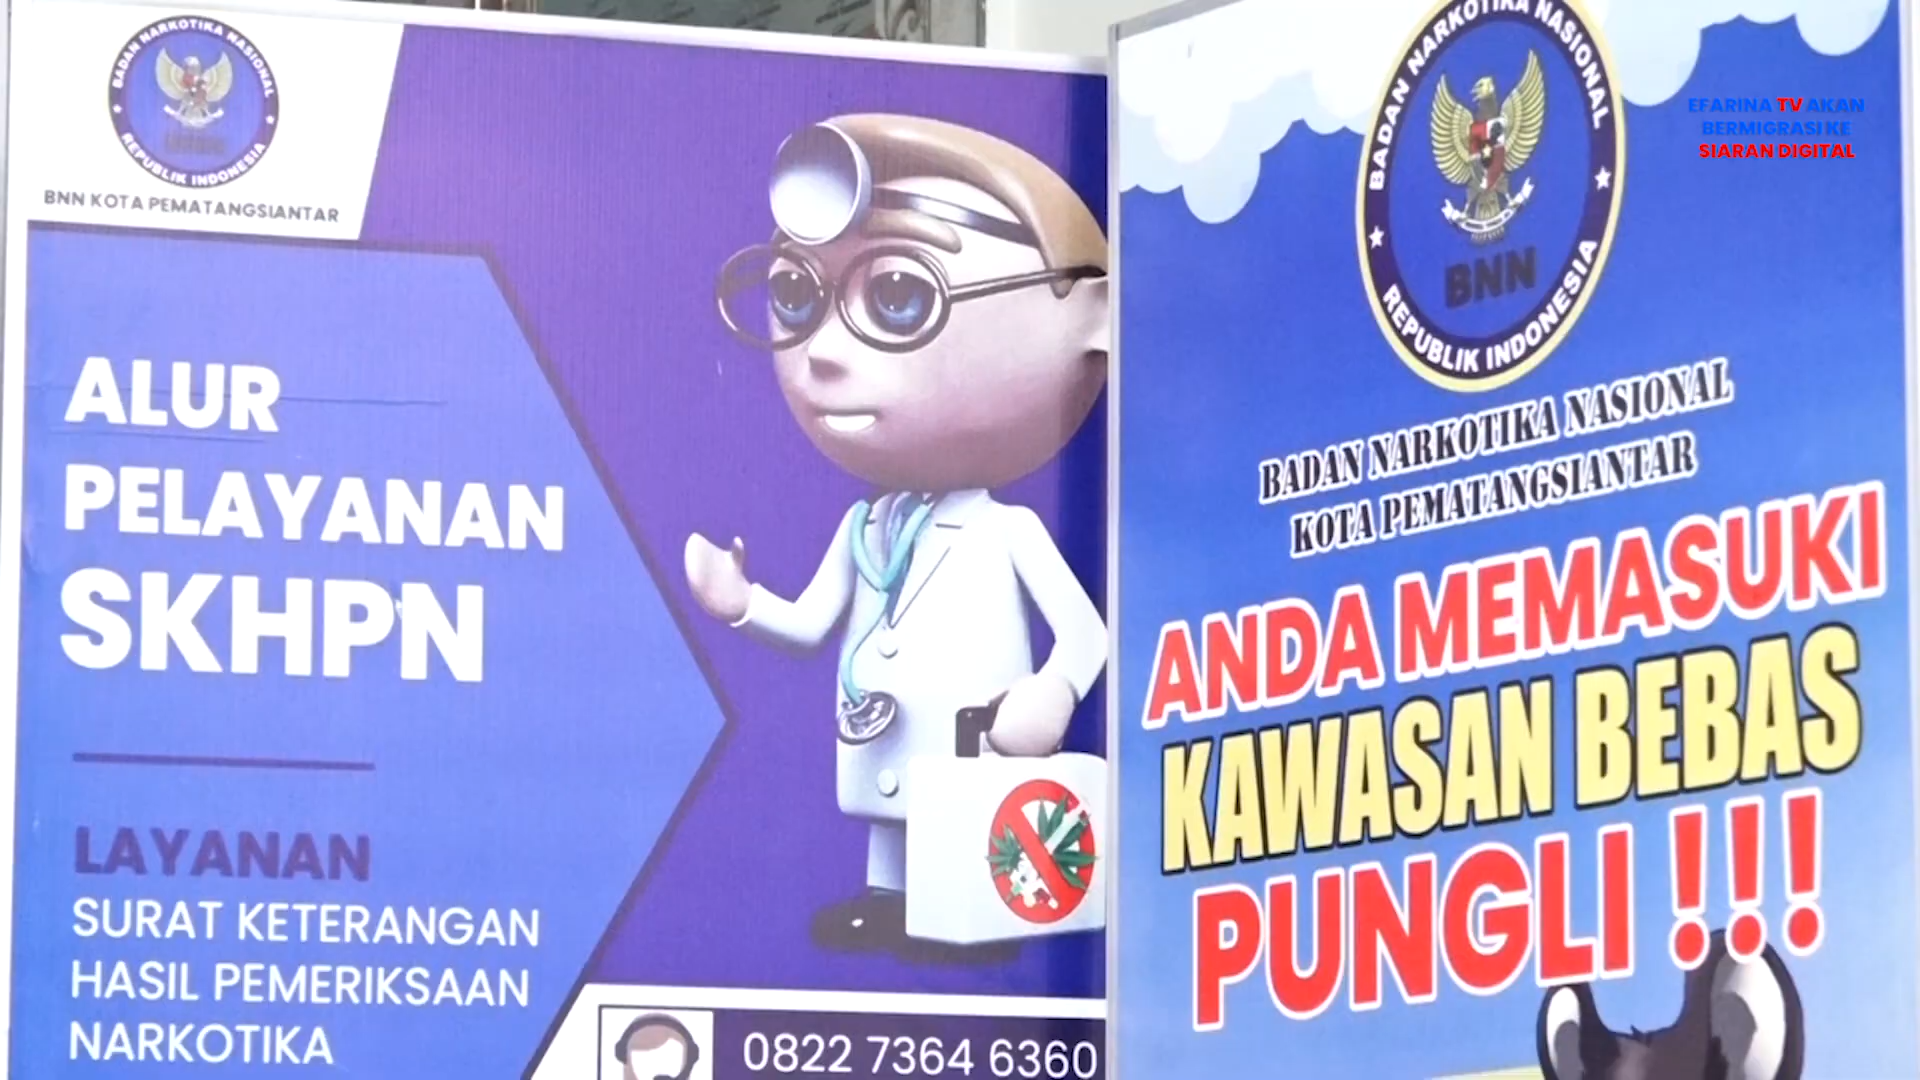 BADAN NARKOTIKA NASIONAL
REPUBLIK INDONESIA
BNN KOTA PEMATANGSIANTAR
ALUR
PELAYANAN
SKHPN
LAYANAN
SURAT KETERANGAN
HASIL PEMERIKSAAN
NARKOTIKA
0822 7364 6360
BADAN NARKOTIKA NASIONAL
BNN
REPUBLIK INDONESIA
BADAN NARKOTIKA NASIONAL
KOTA PEMATANGSIANTAR
ANDA MEMASUKI
KAWASAN BEBAS
PUNGLI !!!
EFARINA TV AKAN
BERMIGRASI KE
SIARAN DIGITAL